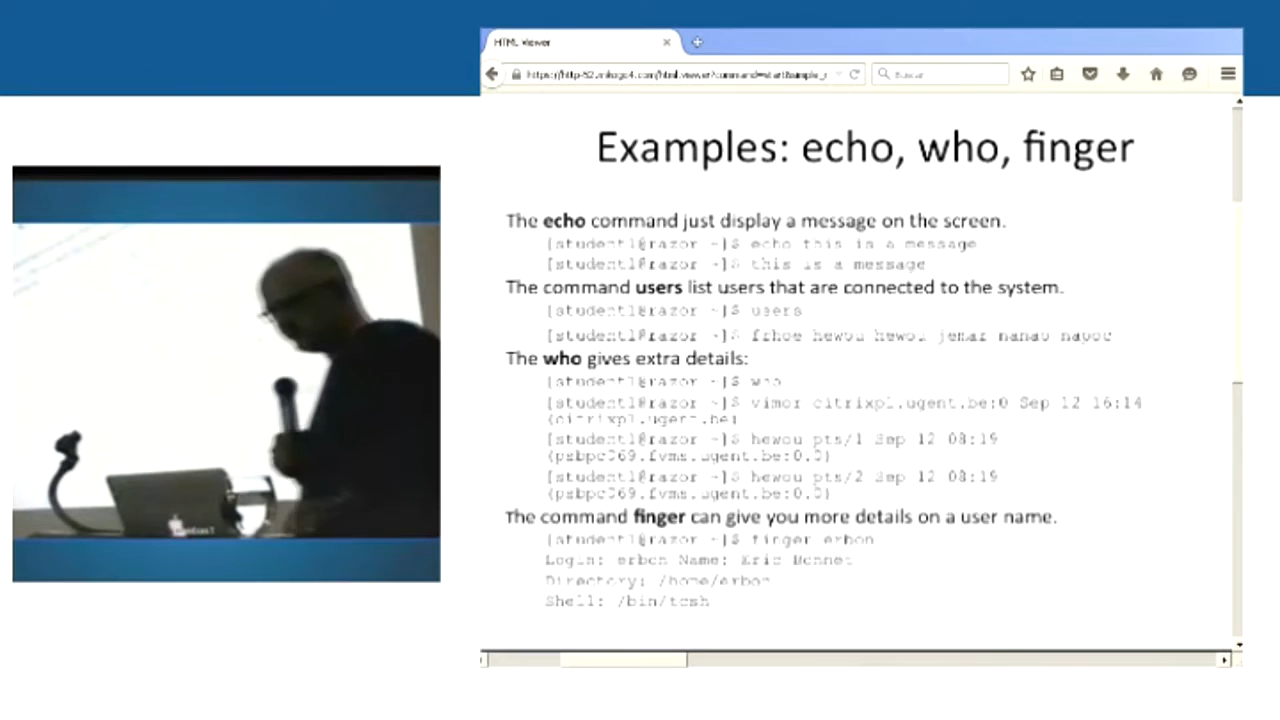 HTML viewer
Buscar
Examples: echo, who, finger
The echo command just display a message on the screen.
[student1@razor ~]$ echo this is a message
[student1@razor ~]$ this is a message
The command users list users that are connected to the system.
[student1@razor ~]$ users
[student1@razor ~]$ hewou hewou jemar
The who gives extra details:
[student1@razor ~]$ who
[student1@razor ~]$ vimor citrixp1.ugent.be:0 Sep 12 16:14
(citrixp1.ugent.be)
[student1@razor ~]$ hewou pts/1 Sep 12 08:19
(psbpc069.fvms.ugent.be:0.0)
[student1@razor ~]$ hewou pts/2 Sep 12 08:19
(psbpc069.fvms.ugent.be:0.0)
The command finger can give you more details on a user name.
[student1@razor ~]$ finger erbon
Login: erbon Name: Eric Bonnet
Directory: /home/erbon
Shell: /bin/tcsh